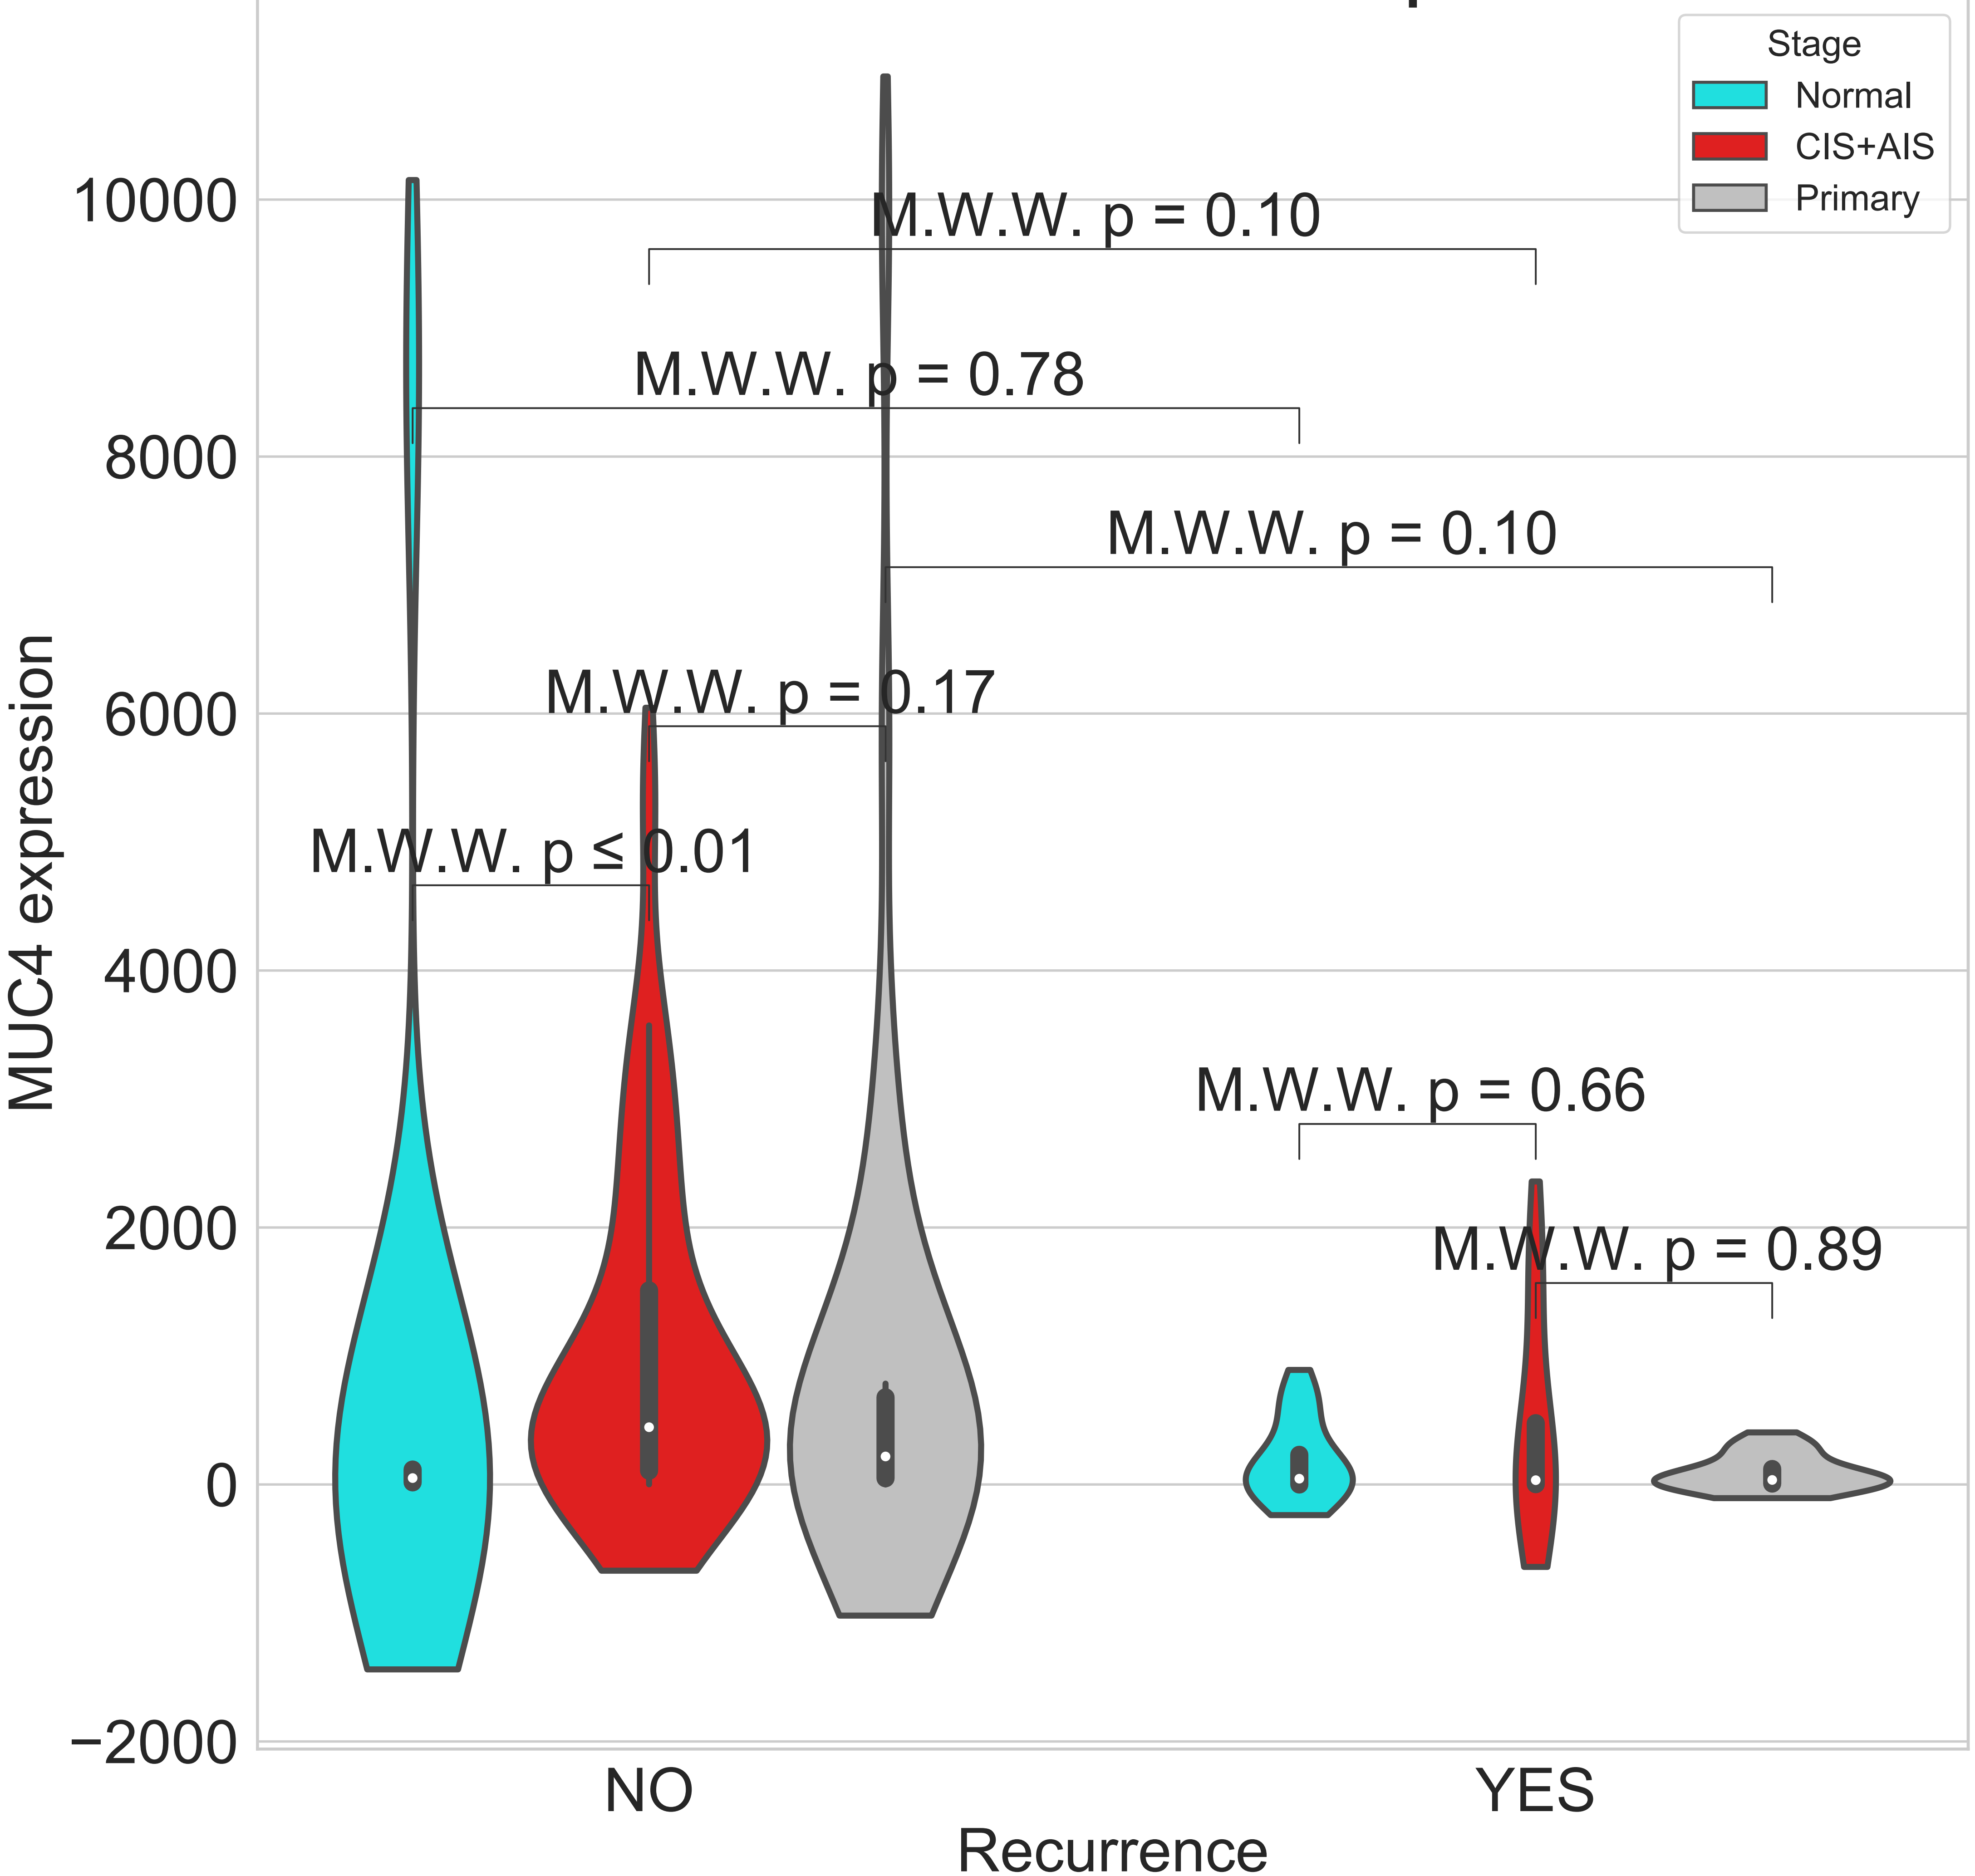 Stage
Normal
CIS+AIS
Primary
10000
8000
6000
4000
2000
0
−2000
MUC4 expression
M.W.W. p = 0.10
M.W.W. p = 0.78
M.W.W. p = 0.10
M.W.W. p = 0.17
M.W.W. p ≤ 0.01
M.W.W. p = 0.66
M.W.W. p = 0.89
NO
YES
Recurrence